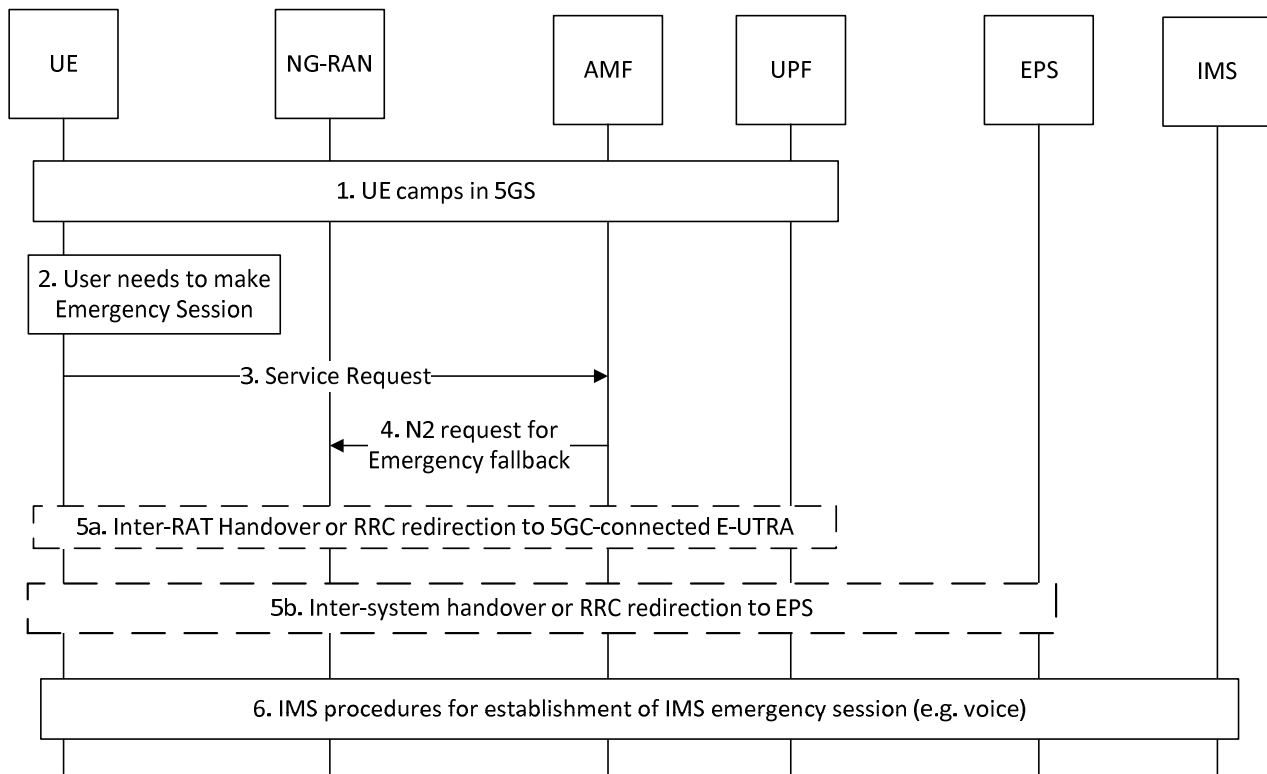 UE
NG-RAN
AMF
UPF
EPS
IMS
1. UE camps in 5GS
2. User needs to make
Emergency Session
3. Service Request
4. N2 request for
Emergency fallback
5a. Inter-RAT Handover or RRC redirection to 5GC-connected E-UTRA
5b. Inter-system handover or RRC redirection to EPS
6. IMS procedures for establishment of IMS emergency session (e.g. voice)